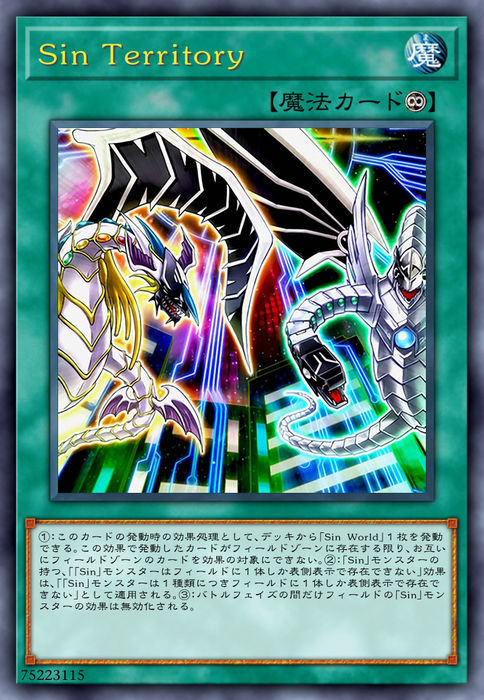 Sin Territory
魔
【魔法カード♾】
①:このカードの発動時の効果処理として、デッキから「Sin World」1枚を発動
できる。この効果で発動したカードがフィールドゾーンに存在する限り、お互い
にフィールドゾーンのカードを効果の対象にできない。②:「Sin」モンスターの
持つ、「「Sin」モンスターはフィールドに1体しか表側表示で存在できない」効果
は、「「Sin」モンスターは1種類につきフィールドに1体しか表側表示で存在で
きない」として適用される。③:バトルフェイズの間だけフィールドの「Sin」モン
スターの効果は無効化される。
75223115